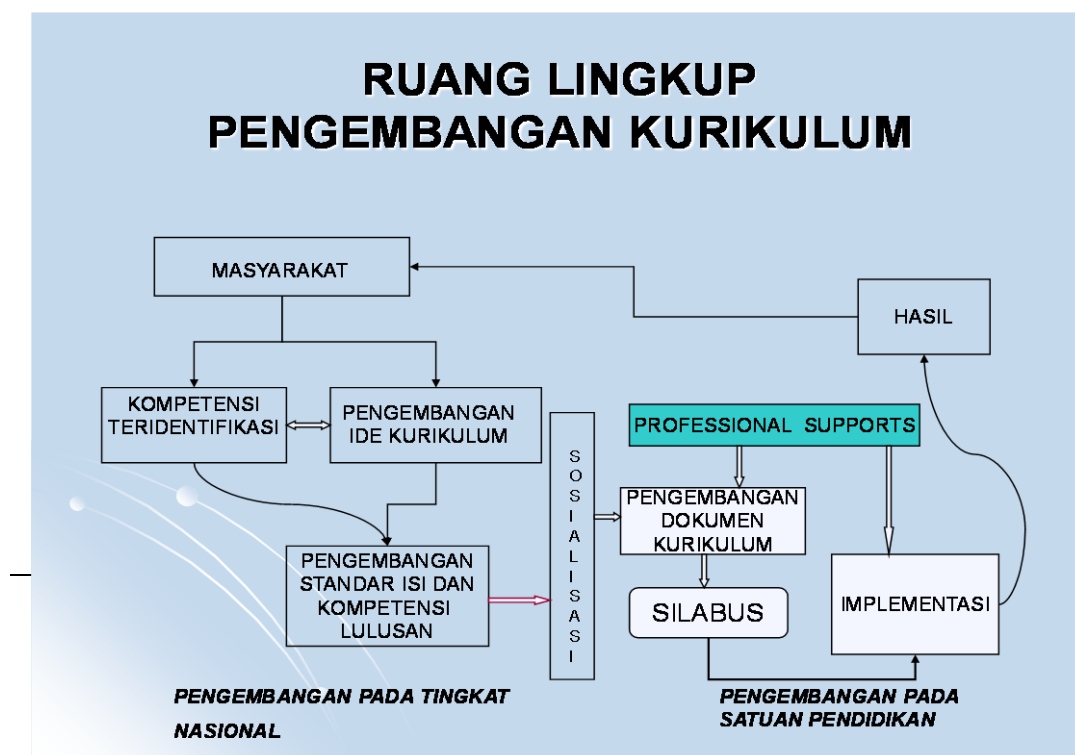 RUANG LINGKUP
PENGEMBANGAN KURIKULUM
MASYARAKAT
HASIL
KOMPETENSI
TERIDENTIFIKASI
PENGEMBANGAN
IDE KURIKULUM
PENGEMBANGAN
STANDAR ISI DAN
KOMPETENSI
LULUSAN
S
O
S
I
A
L
I
S
A
S
I
PROFESSIONAL SUPPORTS
PENGEMBANGAN
DOKUMEN
KURIKULUM
SILABUS
IMPLEMENTASI
PENGEMBANGAN PADA TINGKAT
NASIONAL
PENGEMBANGAN PADA
SATUAN PENDIDIKAN